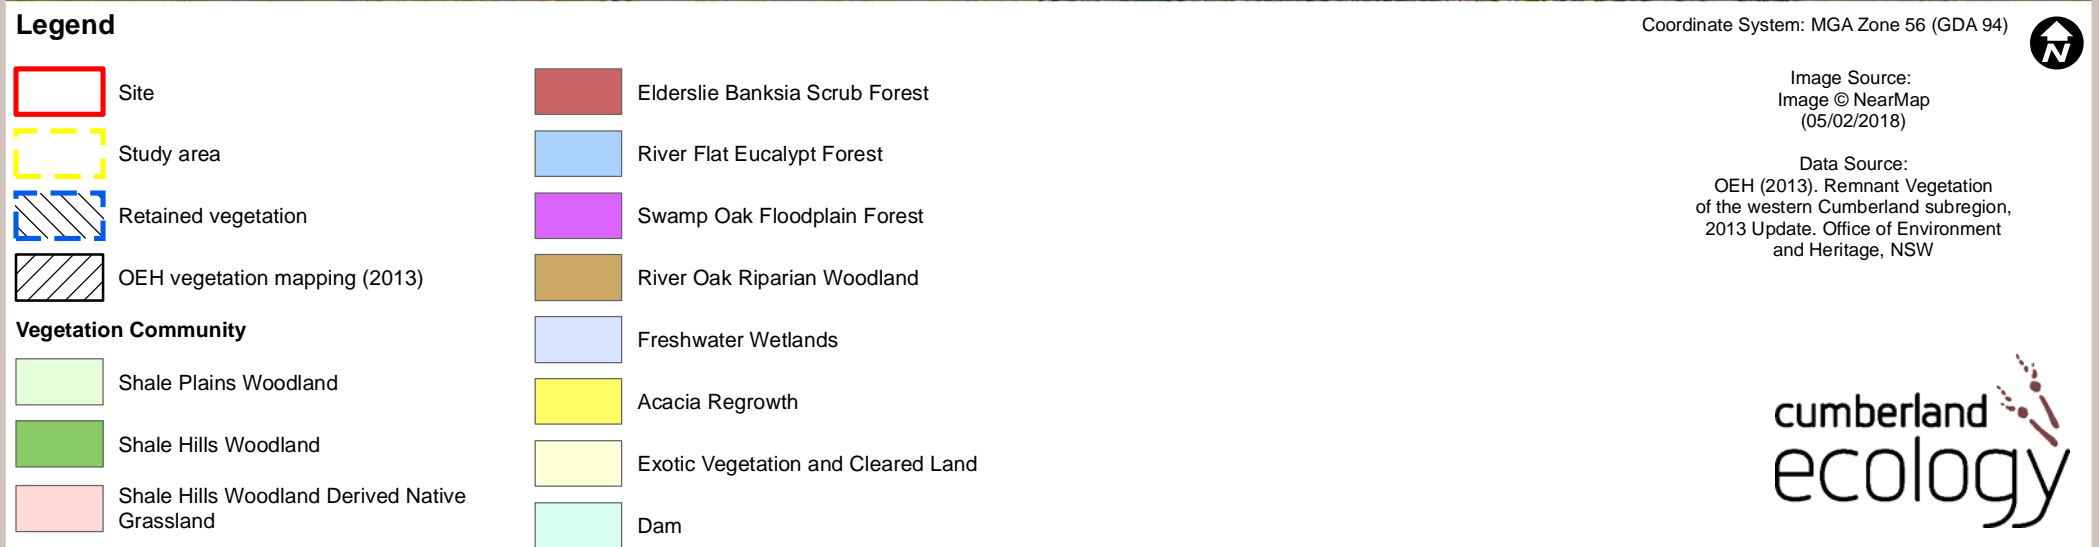 Legend
Site
Study area
Retained vegetation
OEH vegetation mapping (2013)
Vegetation Community
Shale Plains Woodland
Shale Hills Woodland
Shale Hills Woodland Derived Native
Grassland
Elderslie Banksia Scrub Forest
River Flat Eucalypt Forest
Swamp Oak Floodplain Forest
River Oak Riparian Woodland
Freshwater Wetlands
Acacia Regrowth
Exotic Vegetation and Cleared Land
Dam
Coordinate System: MGA Zone 56 (GDA 94)
N
Image Source:
Image © NearMap
(05/02/2018)
Data Source:
OEH (2013). Remnant Vegetation
of the western Cumberland subregion,
2013 Update. Office of Environment
and Heritage, NSW
cumberland
ecology